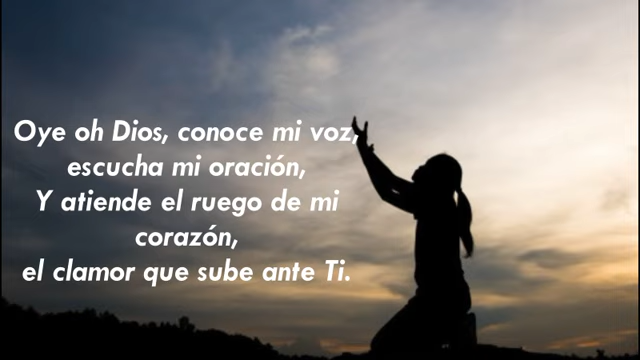 Oye oh Dios, conoce mi voz,
escucha mi oración,
Y atiende el ruego de mi
corazón,
el clamor que sube ante Ti.